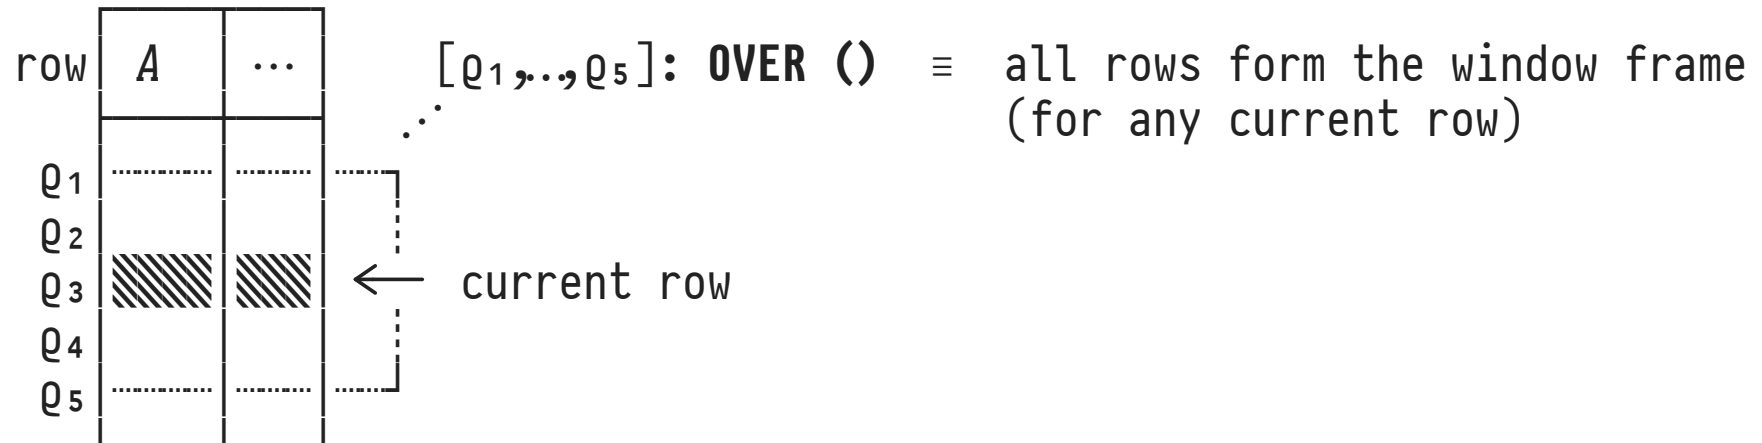 row A ⋯ [ϱ₁,…,ϱ₅]: OVER () ≡ all rows form the window frame
(for any current row)
ϱ₁
ϱ₂
ϱ₃ current row
ϱ₄
ϱ₅